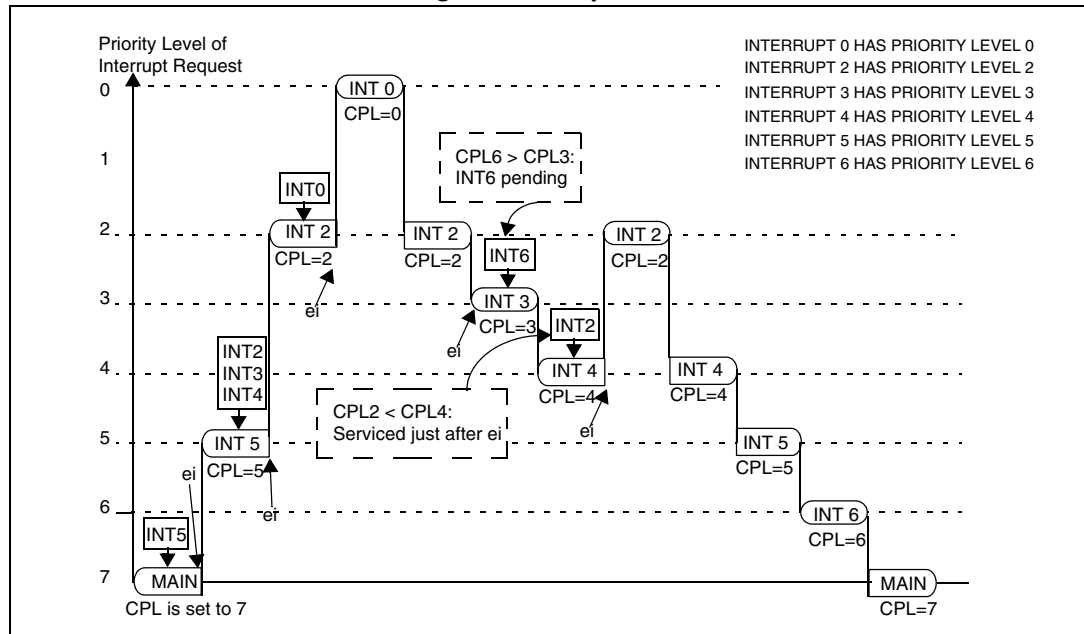 Priority Level of
Interrupt Request
INTERRUPT 0 HAS PRIORITY LEVEL 0
INTERRUPT 2 HAS PRIORITY LEVEL 2
INTERRUPT 3 HAS PRIORITY LEVEL 3
INTERRUPT 4 HAS PRIORITY LEVEL 4
INTERRUPT 5 HAS PRIORITY LEVEL 5
INTERRUPT 6 HAS PRIORITY LEVEL 6
0
INT 0
CPL=0
1
CPL6 > CPL3:
INT6 pending
INT0
2
INT 2
CPL=2
INT 2
CPL=2
INT 2
CPL=2
INT6
ei
3
INT 3
CPL=3
ei
INT2
INT2
INT3
INT4
4
INT 4
CPL=4
INT 4
CPL=4
CPL2 < CPL4:
Serviced just after ei
ei
5
INT 5
CPL=5
INT 5
CPL=5
ei
ei
6
INT 6
CPL=6
INT5
7
MAIN
CPL is set to 7
MAIN
CPL=7